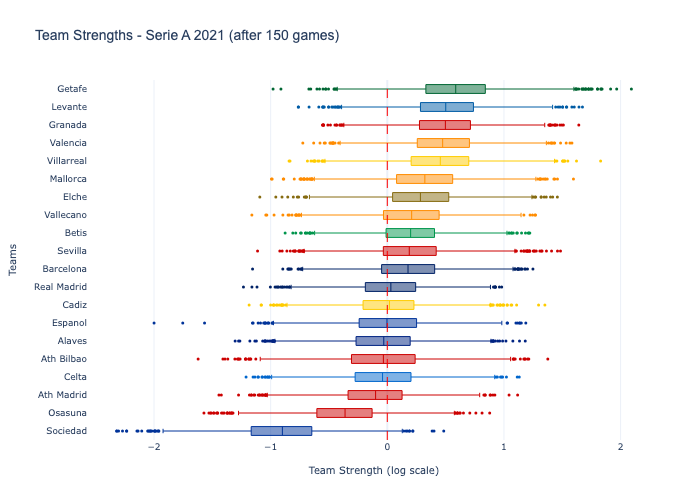 Team Strengths - Serie A 2021 (after 150 games)
Getafe
Levante
Granada
Valencia
Villarreal
Mallorca
Elche
Vallecano
Betis
Sevilla
Barcelona
Real Madrid
Cadiz
Espanol
Alaves
Ath Bilbao
Celta
Ath Madrid
Osasuna
Sociedad
Teams
−2
−1
0
1
2
Team Strength (log scale)